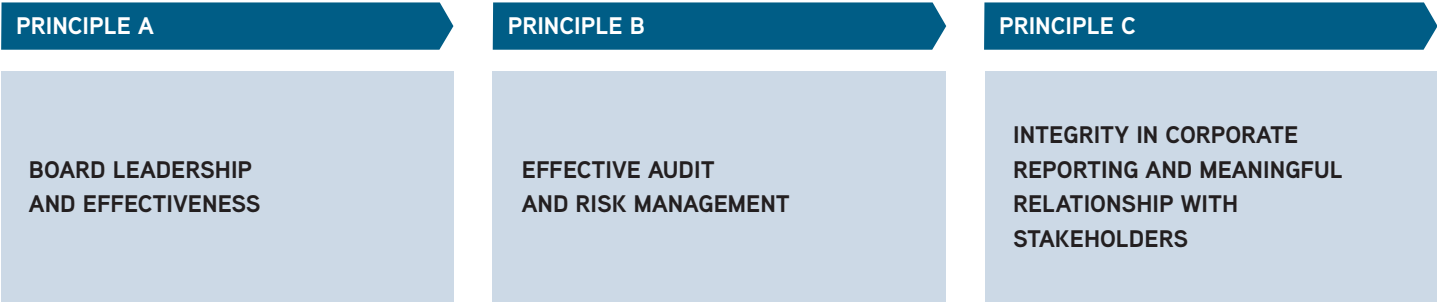 PRINCIPLE A
BOARD LEADERSHIP
AND EFFECTIVENESS
PRINCIPLE B
EFFECTIVE AUDIT
AND RISK MANAGEMENT
PRINCIPLE C
INTEGRITY IN CORPORATE
REPORTING AND MEANINGFUL
RELATIONSHIP WITH
STAKEHOLDERS